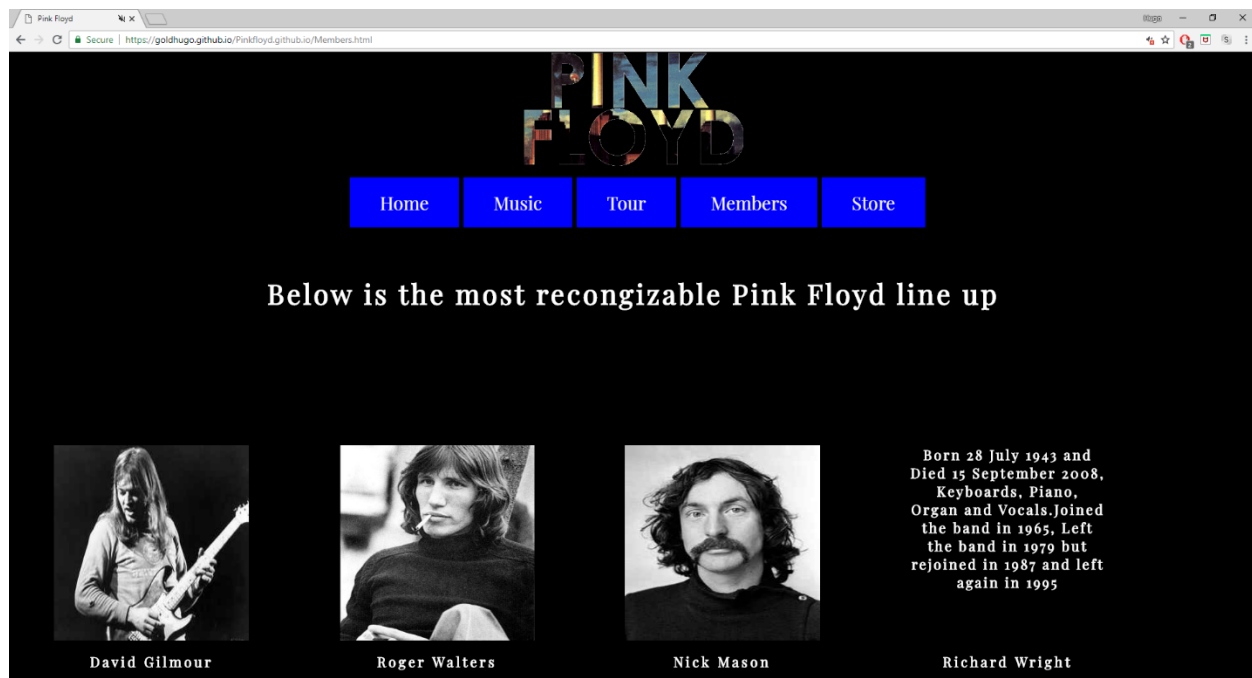 Pink Floyd
Hugo
Secure | https://goldhugo.github.io/Pinkfloyd.github.io/Members.html
PINK
FLOYD
Home Music Tour Members Store
Below is the most recongizable Pink Floyd line up
Born 28 July 1943 and
Died 15 September 2008,
Keyboards, Piano,
Organ and Vocals.Joined
the band in 1965, Left
the band in 1979 but
rejoined in 1987 and left
again in 1995
David Gilmour Roger Walters Nick Mason Richard Wright